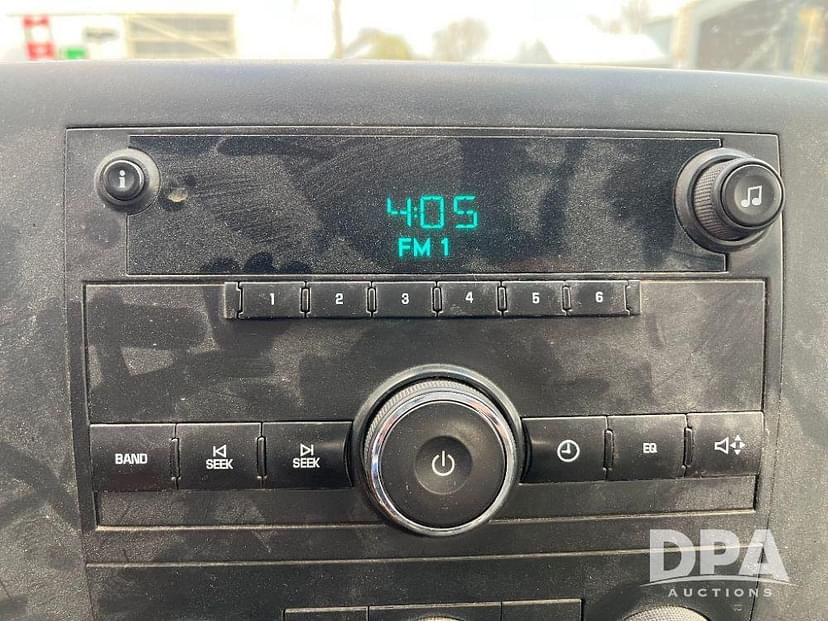 i
4:05
FM 1
1 2 3 4 5 6
BAND SEEK SEEK EQ
DPA
AUCTIONS